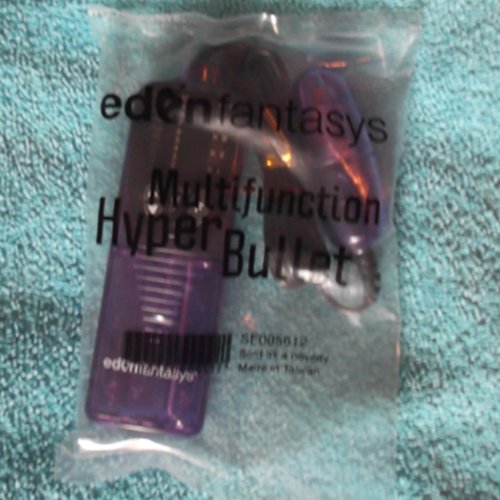 edenfantasys
Multifunction
Hyper Bullet
SE005612
Sold as a novelty
Made in Taiwan
edenfantasys